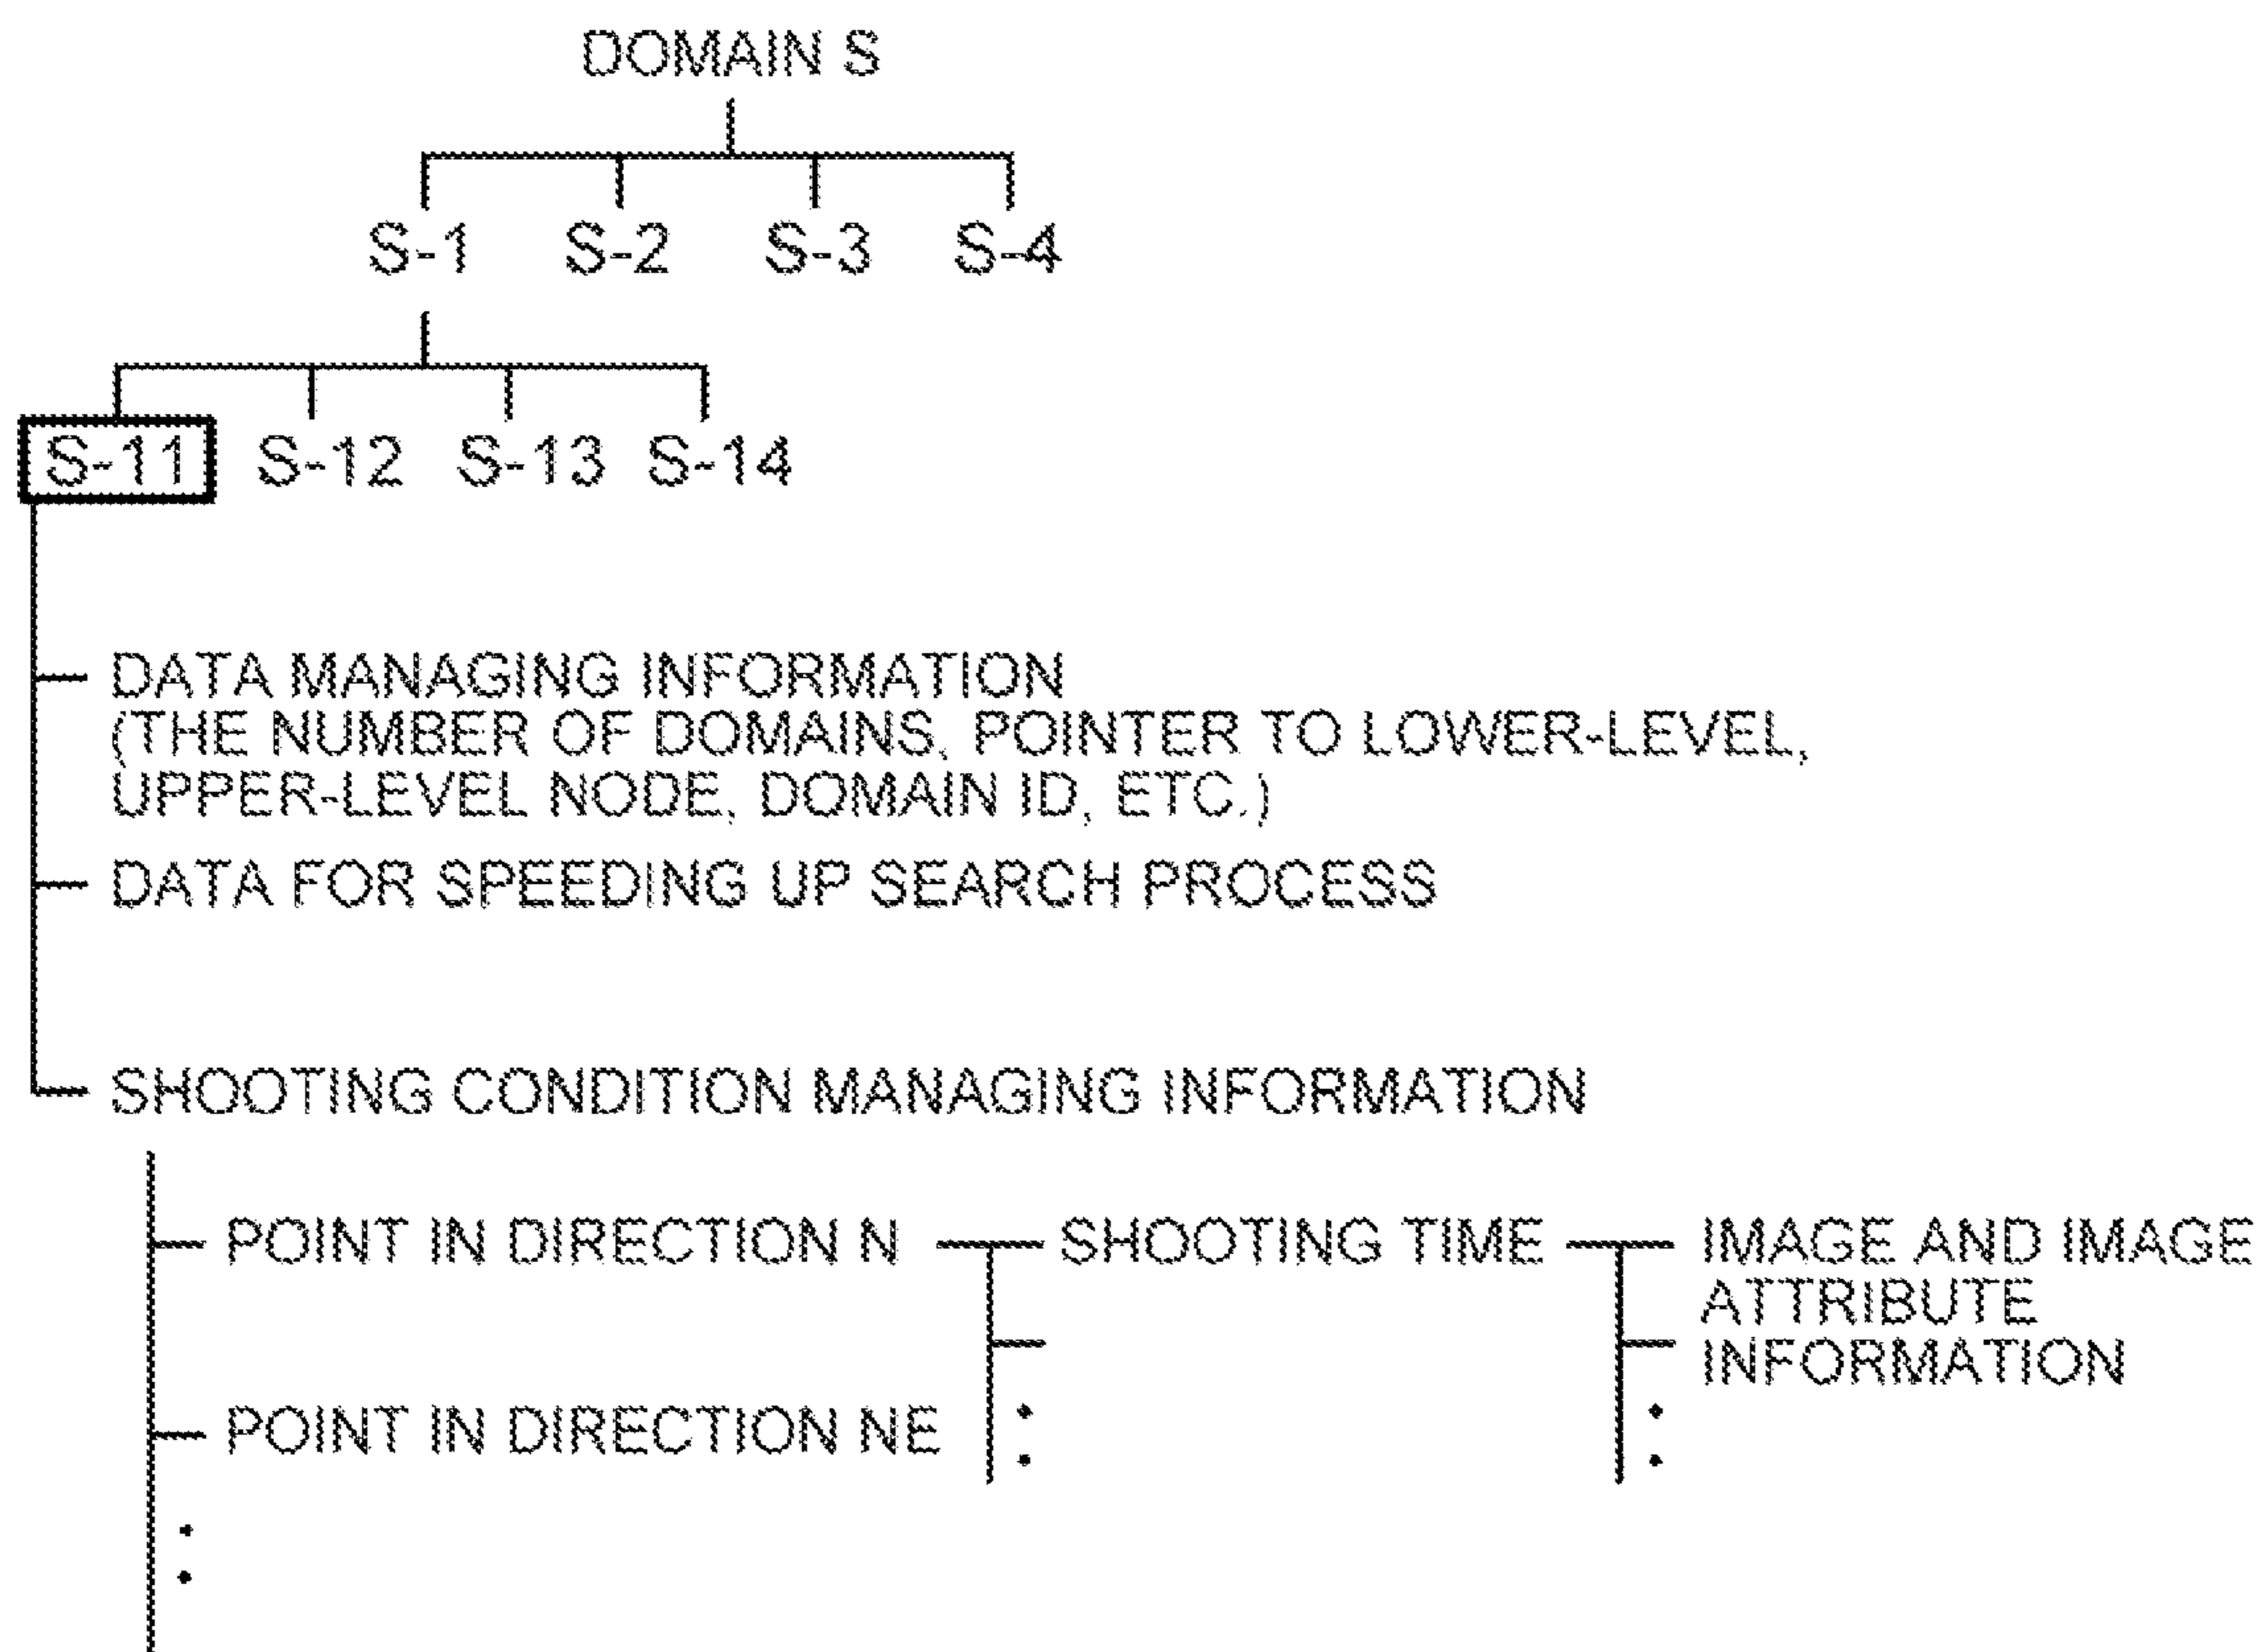 DOMAIN S
S-1 S-2 S-3 S-4
S-11 S-12 S-13 S-14
DATA MANAGING INFORMATION
(THE NUMBER OF DOMAINS, POINTER TO LOWER-LEVEL,
UPPER-LEVEL NODE, DOMAIN ID, ETC.)
DATA FOR SPEEDING UP SEARCH PROCESS
SHOOTING CONDITION MANAGING INFORMATION
POINT IN DIRECTION N SHOOTING TIME IMAGE AND IMAGE
ATTRIBUTE
INFORMATION
POINT IN DIRECTION NE